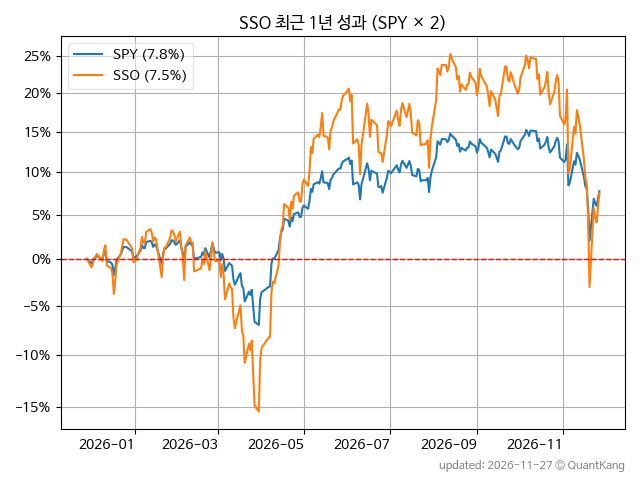 SSO 최근 1년 성과 (SPY × 2)
SPY (7.8%)
SSO (7.5%)
25%
20%
15%
10%
5%
0%
−5%
−10%
−15%
2026-01 2026-03 2026-05 2026-07 2026-09 2026-11
updated: 2026-11-27 © QuantKang